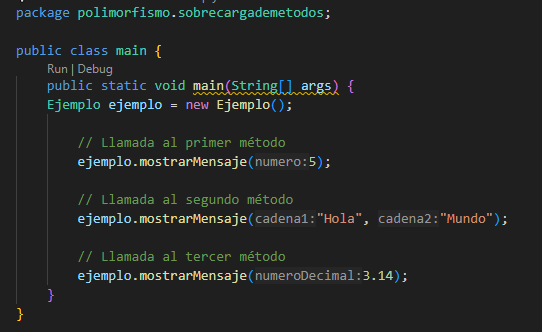 package polimorfismo.sobrecargademetodos;
public class main {
Run | Debug
public static void main(String[] args) {
Ejemplo ejemplo = new Ejemplo();
// Llamada al primer método
ejemplo.mostrarMensaje(numero:5);
// Llamada al segundo método
ejemplo.mostrarMensaje(cadena1:"Hola", cadena2:"Mundo");
// Llamada al tercer método
ejemplo.mostrarMensaje(numeroDecimal:3.14);
}
}